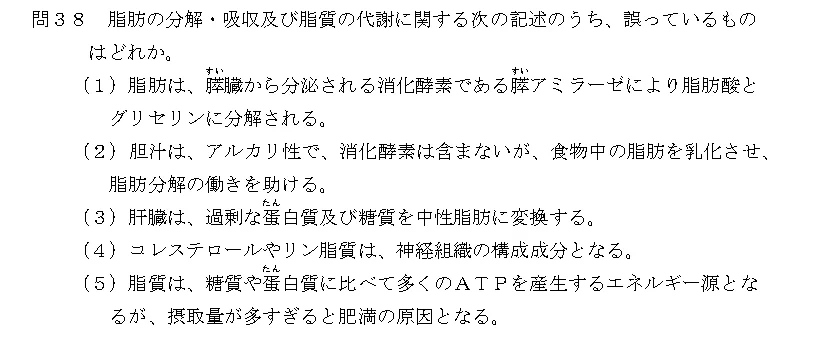 問３８　脂肪の分解・吸収及び脂質の代謝に関する次の記述のうち、誤っているもの
はどれか。
（１）脂肪は、膵臓から分泌される消化酵素である膵アミラーゼにより脂肪酸と
グリセリンに分解される。
（２）胆汁は、アルカリ性で、消化酵素は含まないが、食物中の脂肪を乳化させ、
脂肪分解の働きを助ける。
（３）肝臓は、過剰な蛋白質及び糖質を中性脂肪に変換する。
（４）コレステロールやリン脂質は、神経組織の構成成分となる。
（５）脂質は、糖質や蛋白質に比べて多くのＡＴＰを産生するエネルギー源とな
るが、摂取量が多すぎると肥満の原因となる。